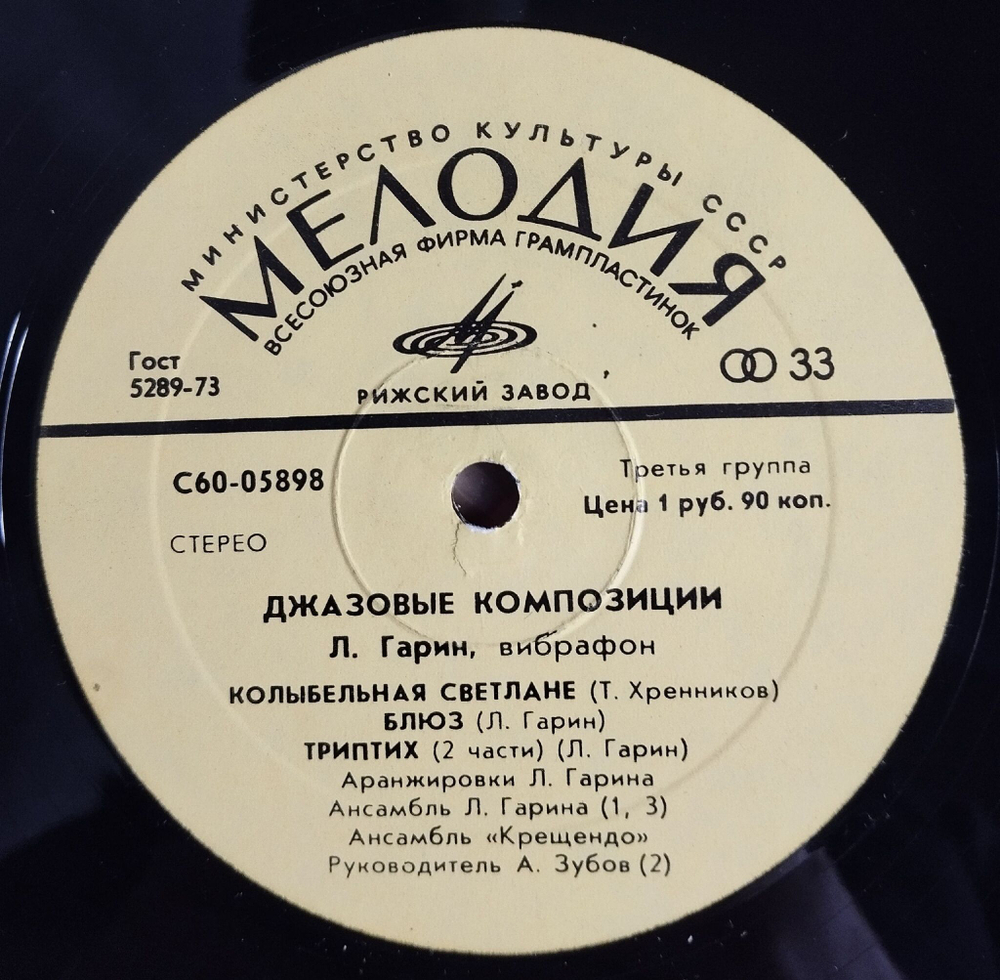 МИНИСТЕРСТВО КУЛЬТУРЫ СССР
МЕЛОДИЯ
ВСЕСОЮЗНАЯ ФИРМА ГРАМПЛАСТИНОК
Гост
5289-73
РИЖСКИЙ ЗАВОД
33
С60-05898
Третья группа
Цена 1 руб. 90 коп.
СТЕРЕО
ДЖАЗОВЫЕ КОМПОЗИЦИИ
Л. Гарин, вибрафон
КОЛЫБЕЛЬНАЯ СВЕТЛАНЕ (Т. Хренников)
БЛЮЗ (Л. Гарин)
ТРИПТИХ (2 части) (Л. Гарин)
Аранжировки Л. Гарина
Ансамбль Л. Гарина (1, 3)
Ансамбль «Крещендо»
Руководитель А. Зубов (2)